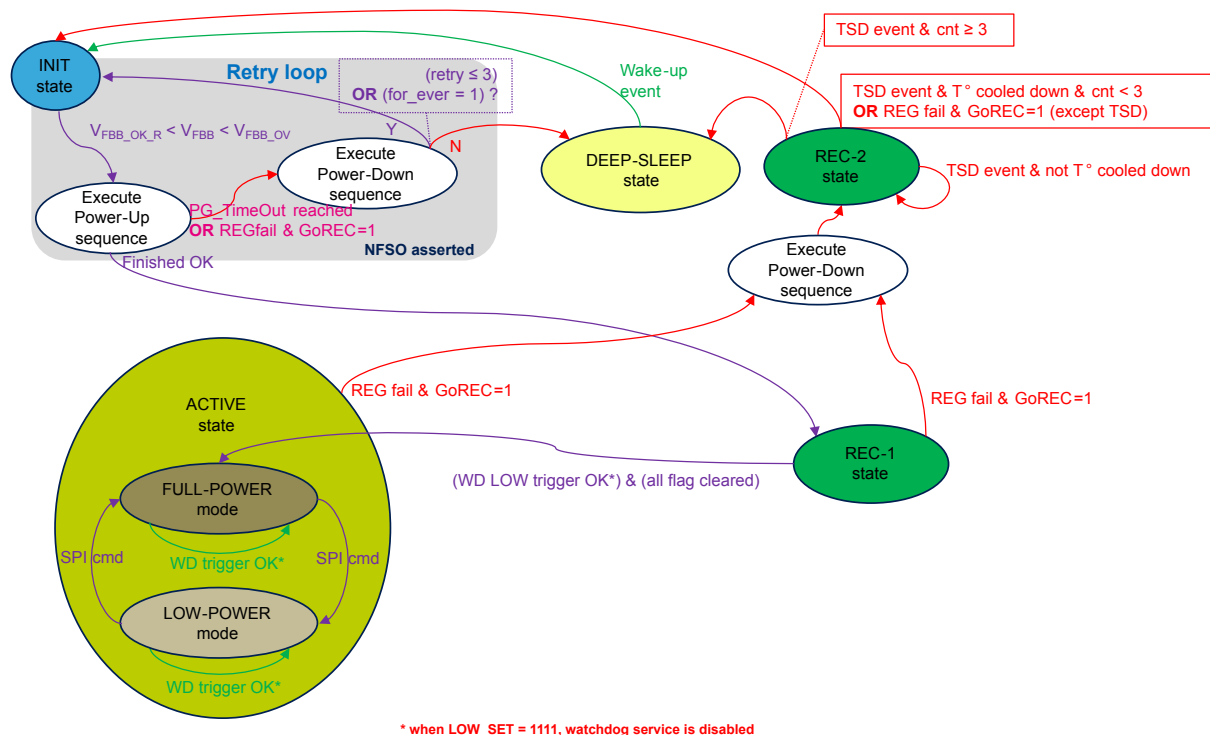 TSD event & cnt ≥ 3
INIT
state
Retry loop
(retry ≤ 3)
OR (for_ever = 1) ?
Wake-up
event
TSD event & T° cooled down & cnt < 3
OR REG fail & GoREC=1 (except TSD)
V_FBB_OK_R < V_FBB < V_FBB_OV
Y
N
Execute
Power-Down
sequence
DEEP-SLEEP
state
REC-2
state
TSD event & not T° cooled down
Execute
Power-Up
sequence
PG_TimeOut reached
OR REGfail & GoREC=1
NFSO asserted
Finished OK
Execute
Power-Down
sequence
REG fail & GoREC=1
REG fail & GoREC=1
ACTIVE
state
REC-1
state
(WD LOW trigger OK*) & (all flag cleared)
FULL-POWER
mode
SPI cmd
WD trigger OK*
SPI cmd
LOW-POWER
mode
WD trigger OK*
* when LOW_SET = 1111, watchdog service is disabled